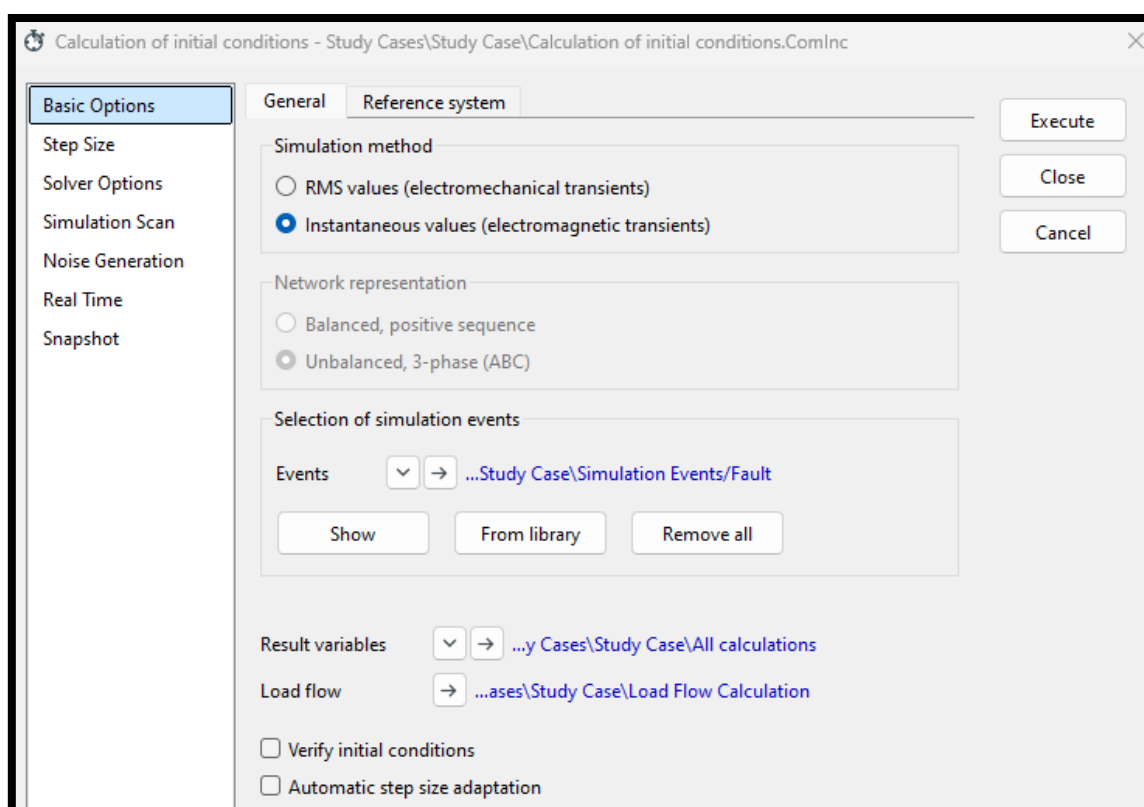 Calculation of initial conditions - Study Cases\Study Case\Calculation of initial conditions.ComInc
Basic Options
Step Size
Solver Options
Simulation Scan
Noise Generation
Real Time
Snapshot
General
Reference system
Simulation method
RMS values (electromechanical transients)
Instantaneous values (electromagnetic transients)
Network representation
Balanced, positive sequence
Unbalanced, 3-phase (ABC)
Selection of simulation events
Events ...Study Case\Simulation Events/Fault
Show From library Remove all
Result variables ...y Cases\Study Case\All calculations
Load flow ...ases\Study Case\Load Flow Calculation
Verify initial conditions
Automatic step size adaptation
Execute
Close
Cancel